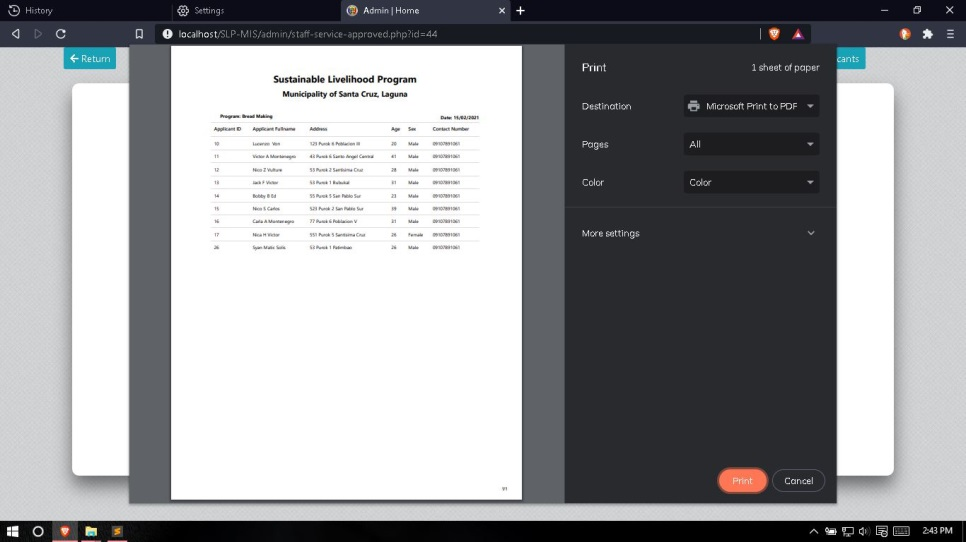 History
Settings
Admin | Home
localhost/SLP-MIS/admin/staff-service-approved.php?id=44
Return
cants
Sustainable Livelihood Program
Municipality of Santa Cruz, Laguna
Program: Bread Making Date: 15/02/2021
Applicant ID Applicant Fullname Address Age Sex Contact Number
10 Luzenzo Ven 123 Purok 6 Poblacion III 20 Male 09107891061
11 Victor A Montenegro 43 Purok 6 Santo Angel Central 41 Male 09107891061
12 Nico Z Vulture 53 Purok 2 Santisima Cruz 28 Male 09107891061
13 Jack F Victor 53 Purok 1 Bubukal 31 Male 09107891061
14 Bobby B Ed 55 Purok 5 San Pablo Sur 23 Male 09107891061
15 Nico S Carlos 525 Purok 2 San Pablo Sur 39 Male 09107891061
16 Carla A Montenegro 77 Purok 6 Poblacion V 31 Male 09107891061
17 Nica H Victor 551 Purok 5 Santisima Cruz 26 Female 09107891061
26 Syan Matic Solis 53 Purok 1 Patimbao 26 Male 09107891061
1/1
Print 1 sheet of paper
Destination Microsoft Print to PDF
Pages All
Color Color
More settings
Print Cancel
2:43 PM